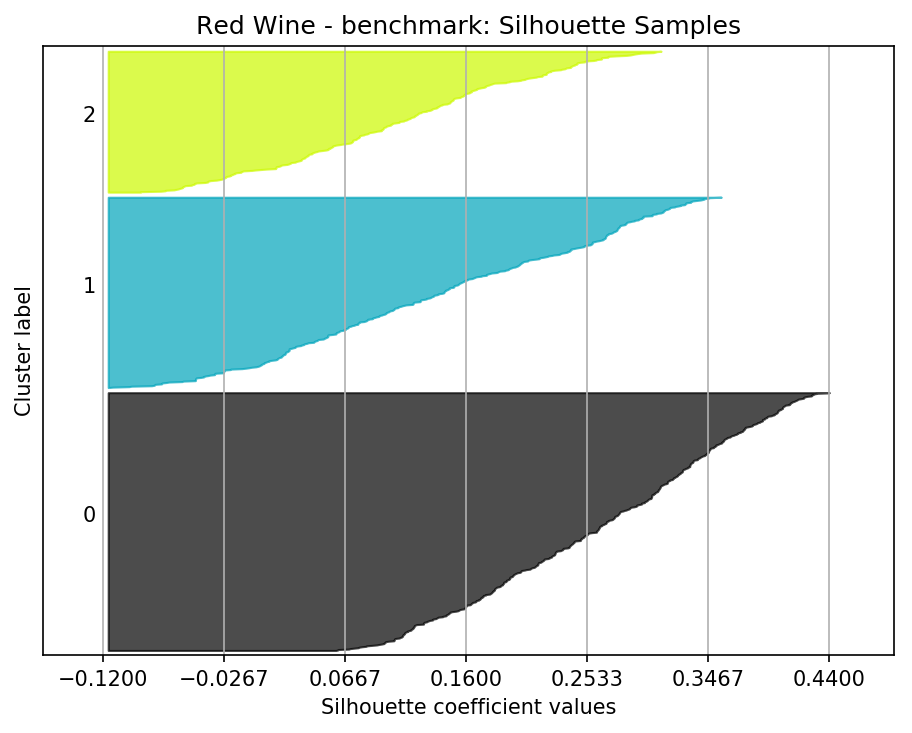 Red Wine - benchmark: Silhouette Samples
2
1
0
Cluster label
−0.1200 −0.0267 0.0667 0.1600 0.2533 0.3467 0.4400
Silhouette coefficient values